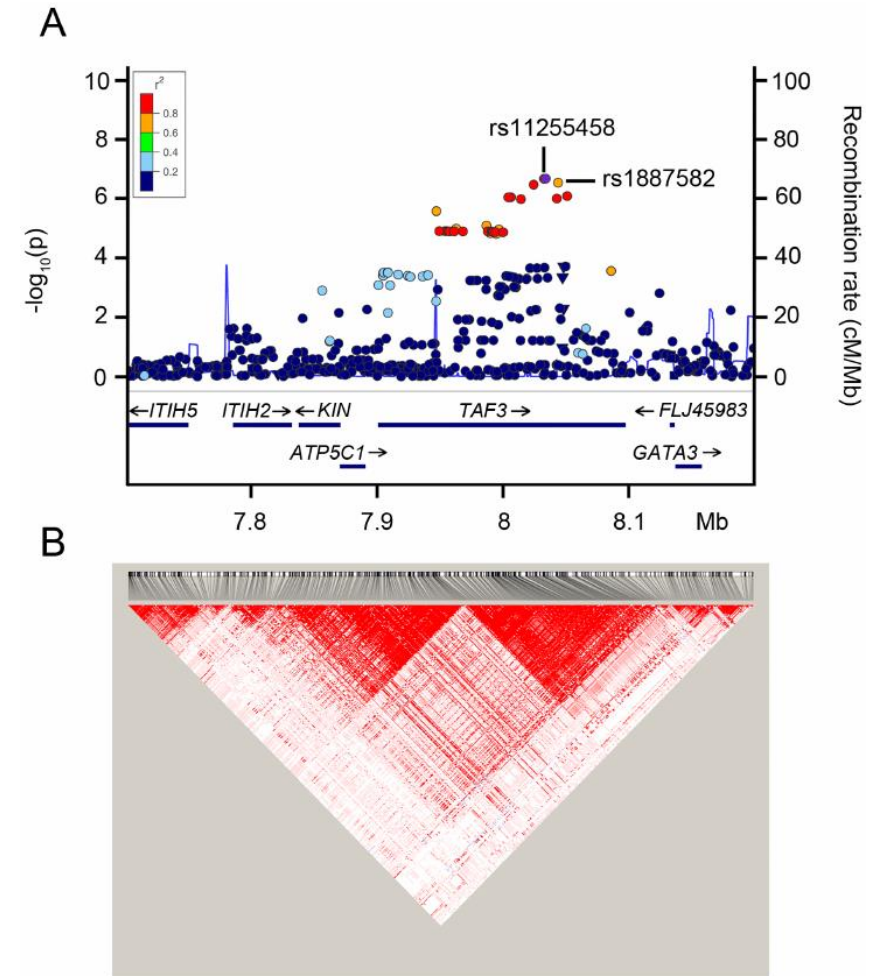 A
10
8
6
4
2
0
-log10(p)
r2
0.8
0.6
0.4
0.2
rs11255458
rs1887582
100
80
60
40
20
0
Recombination rate (cM/Mb)
←ITIH5 ITIH2→ ←KIN TAF3→ ← FLJ45983
ATP5C1→ GATA3 →
7.8 7.9 8 8.1 Mb
B